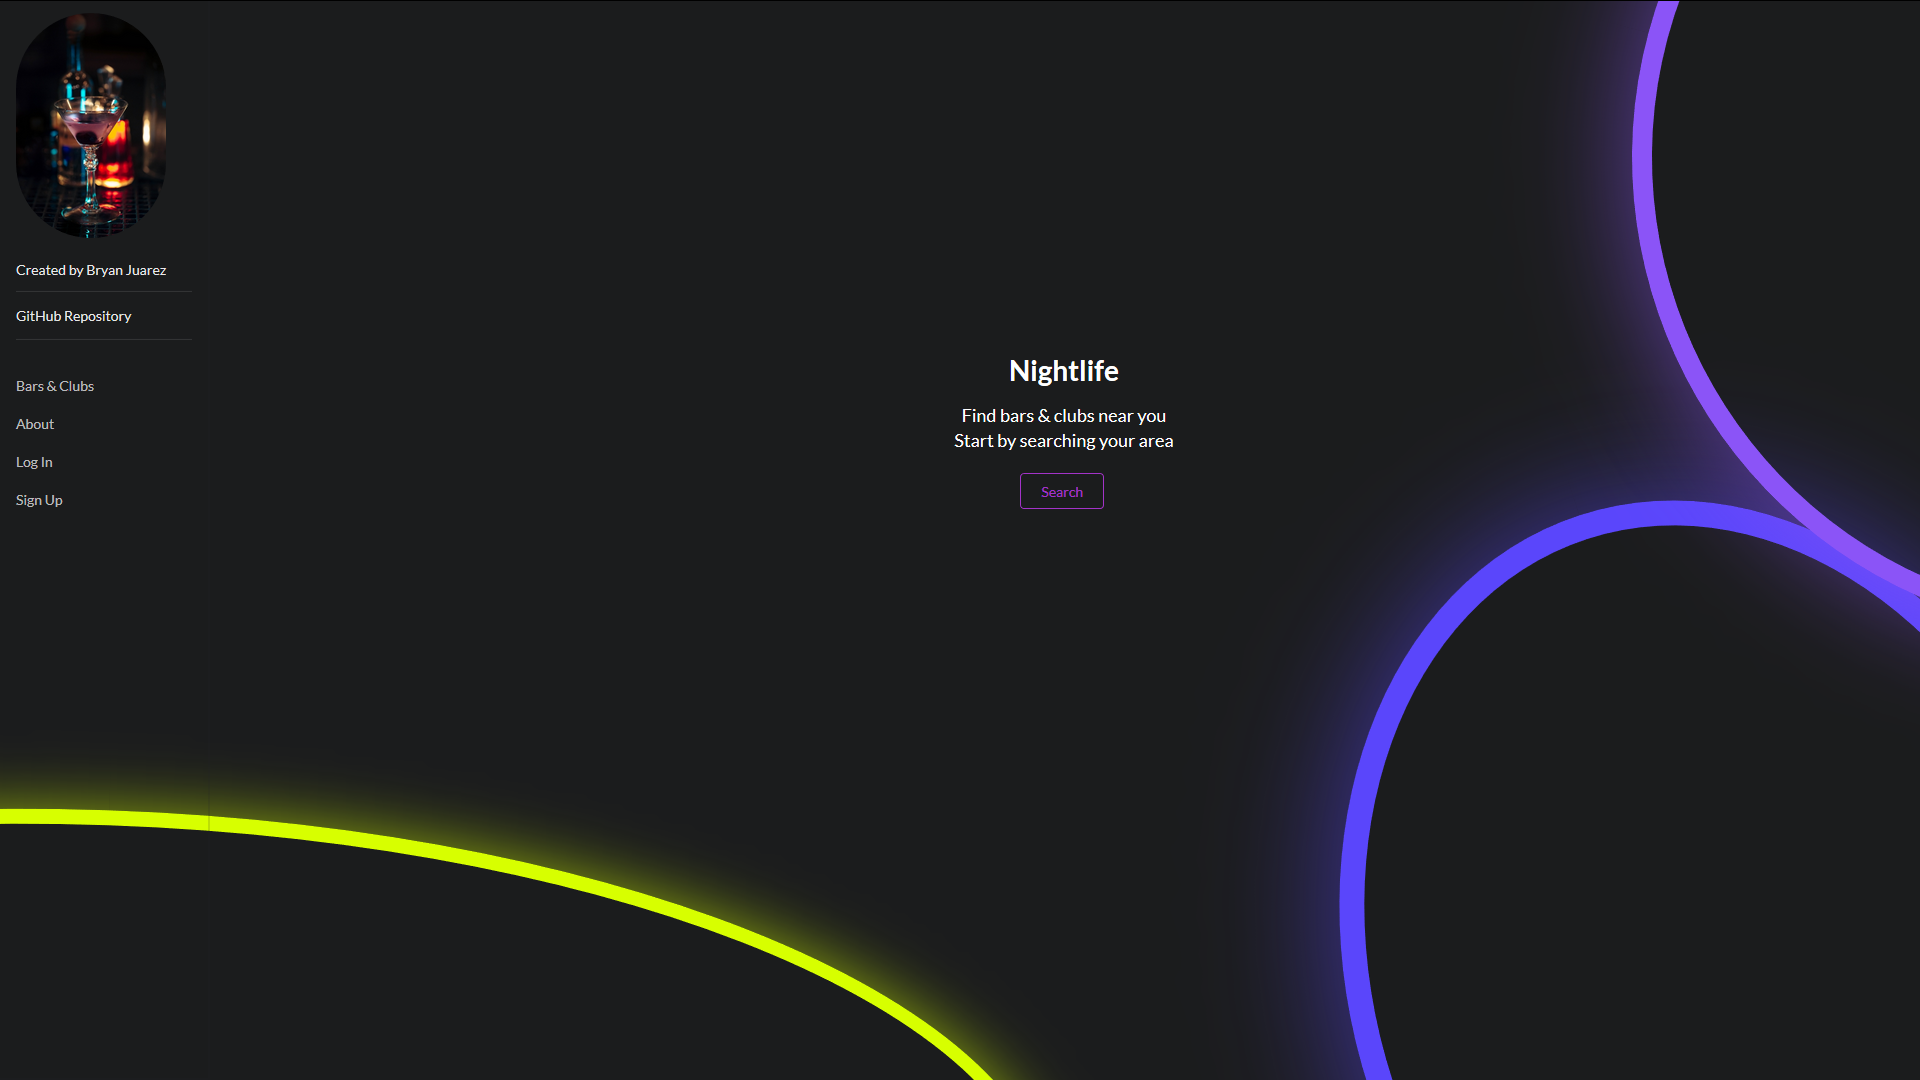 Created by Bryan Juarez
GitHub Repository
Bars & Clubs
About
Log In
Sign Up
Nightlife
Find bars & clubs near you
Start by searching your area
Search